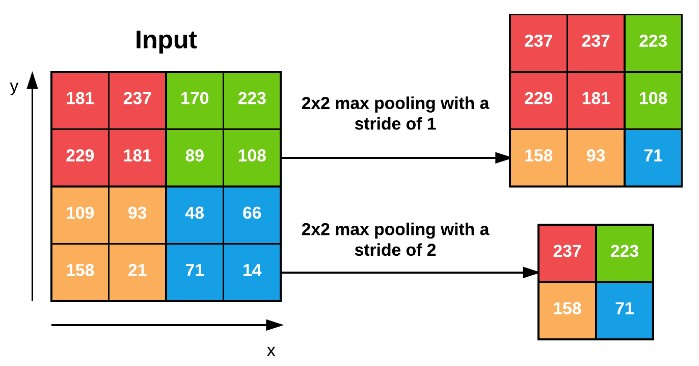 Input
y
181 237 170 223
229 181 89 108
109 93 48 66
158 21 71 14
x
2x2 max pooling with a
stride of 1
237 237 223
229 181 108
158 93 71
2x2 max pooling with a
stride of 2
237 223
158 71